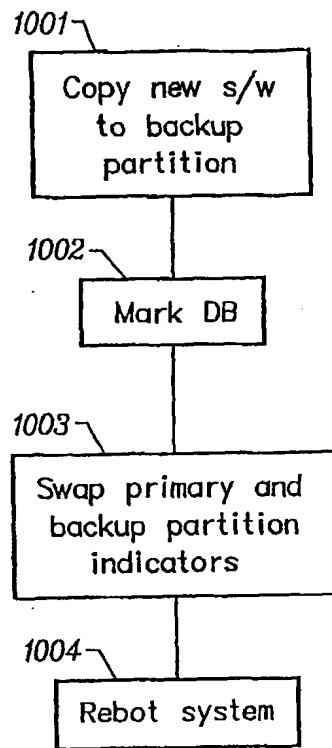 1001
Copy new s/w
to backup
partition
1002
Mark DB
1003
Swap primary and
backup partition
indicators
1004
Rebot system